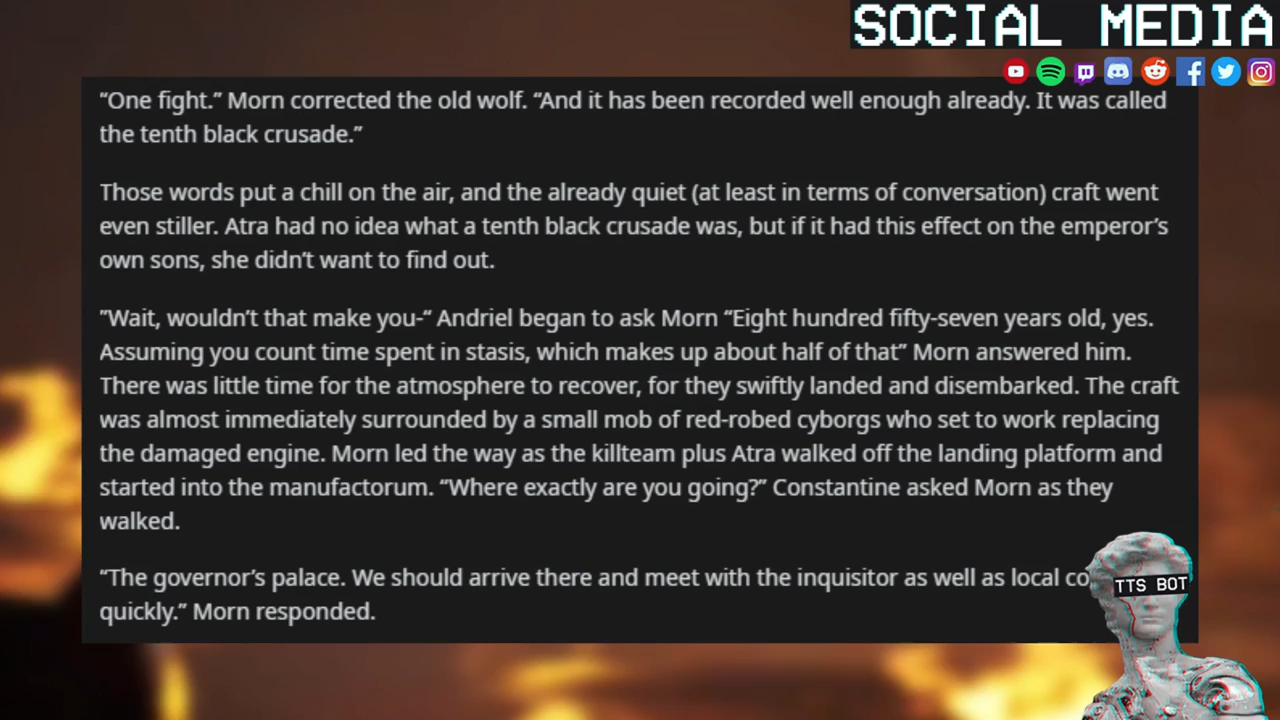 SOCIAL MEDIA
“One fight.” Morn corrected the old wolf. “And it has been recorded well enough already. It was called
the tenth black crusade.”
Those words put a chill on the air, and the already quiet (at least in terms of conversation) craft went
even stiller. Atra had no idea what a tenth black crusade was, but if it had this effect on the emperor’s
own sons, she didn’t want to find out.
”Wait, wouldn’t that make you-“ Andriel began to ask Morn “Eight hundred fifty-seven years old, yes.
Assuming you count time spent in stasis, which makes up about half of that” Morn answered him.
There was little time for the atmosphere to recover, for they swiftly landed and disembarked. The craft
was almost immediately surrounded by a small mob of red-robed cyborgs who set to work replacing
the damaged engine. Morn led the way as the killteam plus Atra walked off the landing platform and
started into the manufactorum. “Where exactly are you going?” Constantine asked Morn as they
walked.
“The governor’s palace. We should arrive there and meet with the inquisitor as well as local
quickly.” Morn responded.
TTS BOT